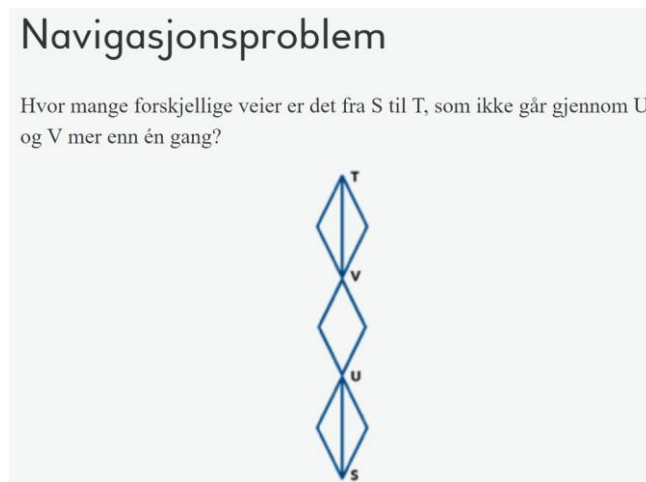 Navigasjonsproblem
Hvor mange forskjellige veier er det fra S til T, som ikke går gjennom U
og V mer enn én gang?
T
V
U
S